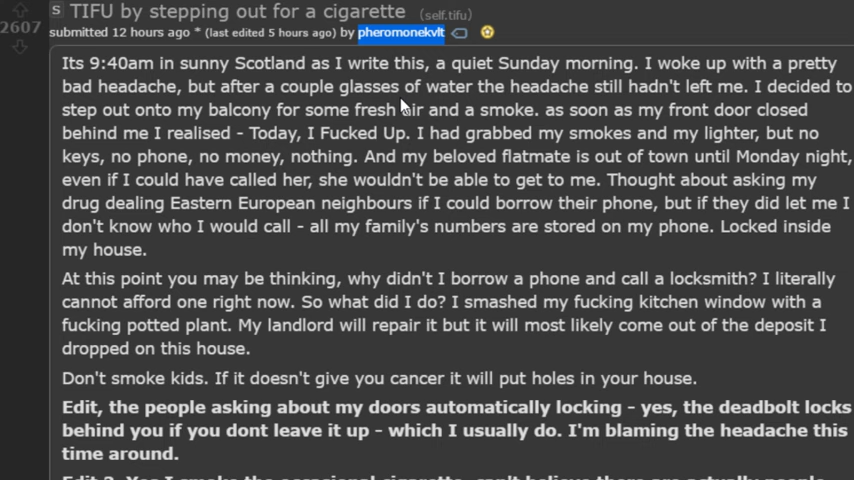 S TIFU by stepping out for a cigarette (self.tifu)
2607
submitted 12 hours ago * (last edited 5 hours ago) by pheromonekvlt
Its 9:40am in sunny Scotland as I write this, a quiet Sunday morning. I woke up with a pretty
bad headache, but after a couple glasses of water the headache still hadn't left me. I decided to
step out onto my balcony for some fresh air and a smoke. as soon as my front door closed
behind me I realised - Today, I Fucked Up. I had grabbed my smokes and my lighter, but no
keys, no phone, no money, nothing. And my beloved flatmate is out of town until Monday night,
even if I could have called her, she wouldn't be able to get to me. Thought about asking my
drug dealing Eastern European neighbours if I could borrow their phone, but if they did let me I
don't know who I would call - all my family's numbers are stored on my phone. Locked inside
my house.
At this point you may be thinking, why didn't I borrow a phone and call a locksmith? I literally
cannot afford one right now. So what did I do? I smashed my fucking kitchen window with a
fucking potted plant. My landlord will repair it but it will most likely come out of the deposit I
dropped on this house.
Don't smoke kids. If it doesn't give you cancer it will put holes in your house.
Edit, the people asking about my doors automatically locking - yes, the deadbolt locks
behind you if you dont leave it up - which I usually do. I'm blaming the headache this
time around.
Edit 2, Yes I smoke the occasional cigarette, can't believe there are actually people